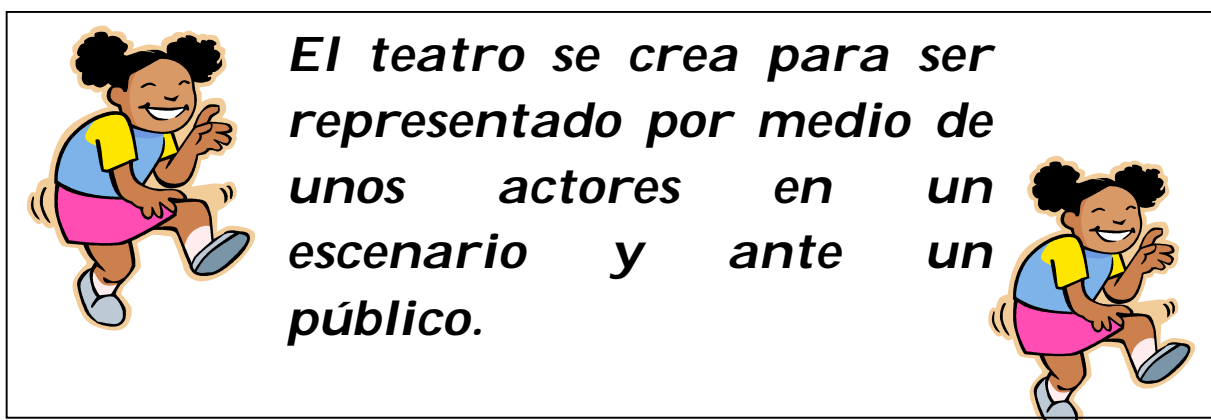 El teatro se crea para ser
representado por medio de
unos actores en un
escenario y ante un
público.